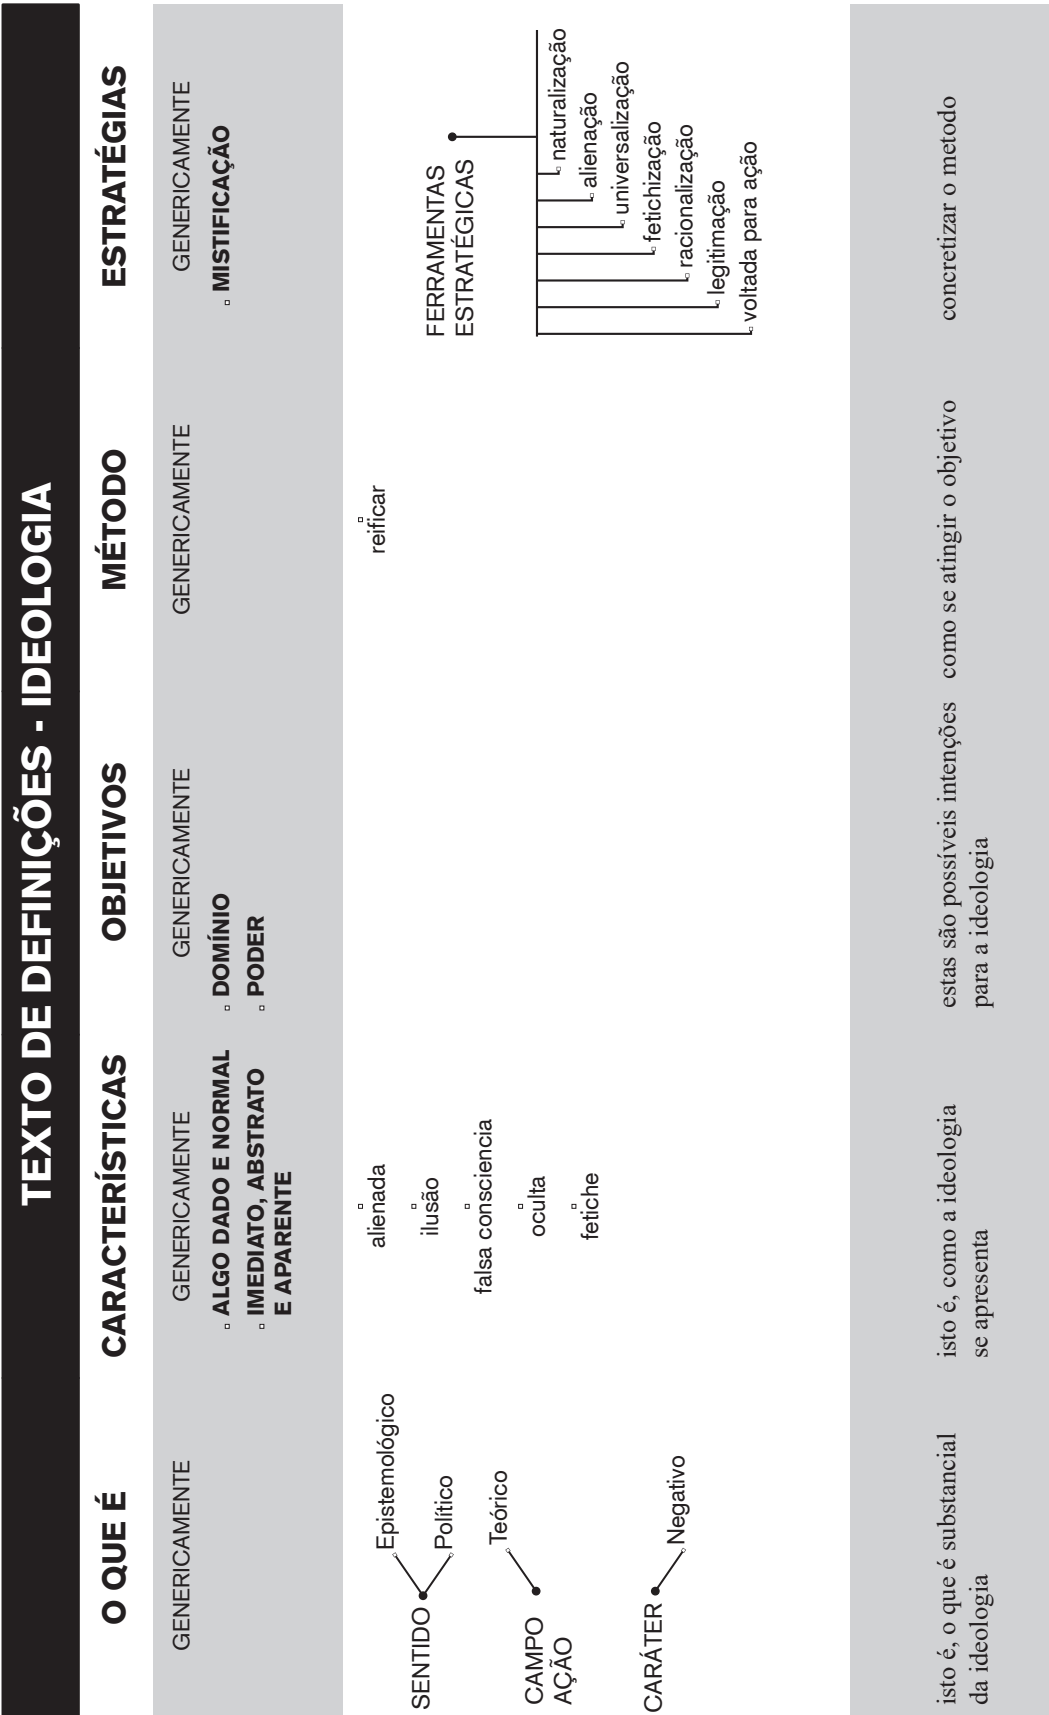 TEXTO DE DEFINIÇÕES - IDEOLOGIA
O QUE É
GENERICAMENTE
SENTIDO
Epistemológico
Político
CAMPO
AÇÃO
Teórico
CARÁTER
Negativo
isto é, o que é substancial
da ideologia
CARACTERÍSTICAS
GENERICAMENTE
ALGO DADO E NORMAL
IMEDIATO, ABSTRATO
E APARENTE
alienada
ilusão
falsa consciencia
oculta
fetiche
isto é, como a ideologia
se apresenta
OBJETIVOS
GENERICAMENTE
DOMÍNIO
PODER
estas são possíveis intenções
para a ideologia
MÉTODO
GENERICAMENTE
reificar
como se atingir o objetivo
ESTRATÉGIAS
GENERICAMENTE
MISTIFICAÇÃO
FERRAMENTAS
ESTRATÉGICAS
naturalização
alienação
universalização
fetichização
racionalização
legitimação
voltada para ação
concretizar o metodo